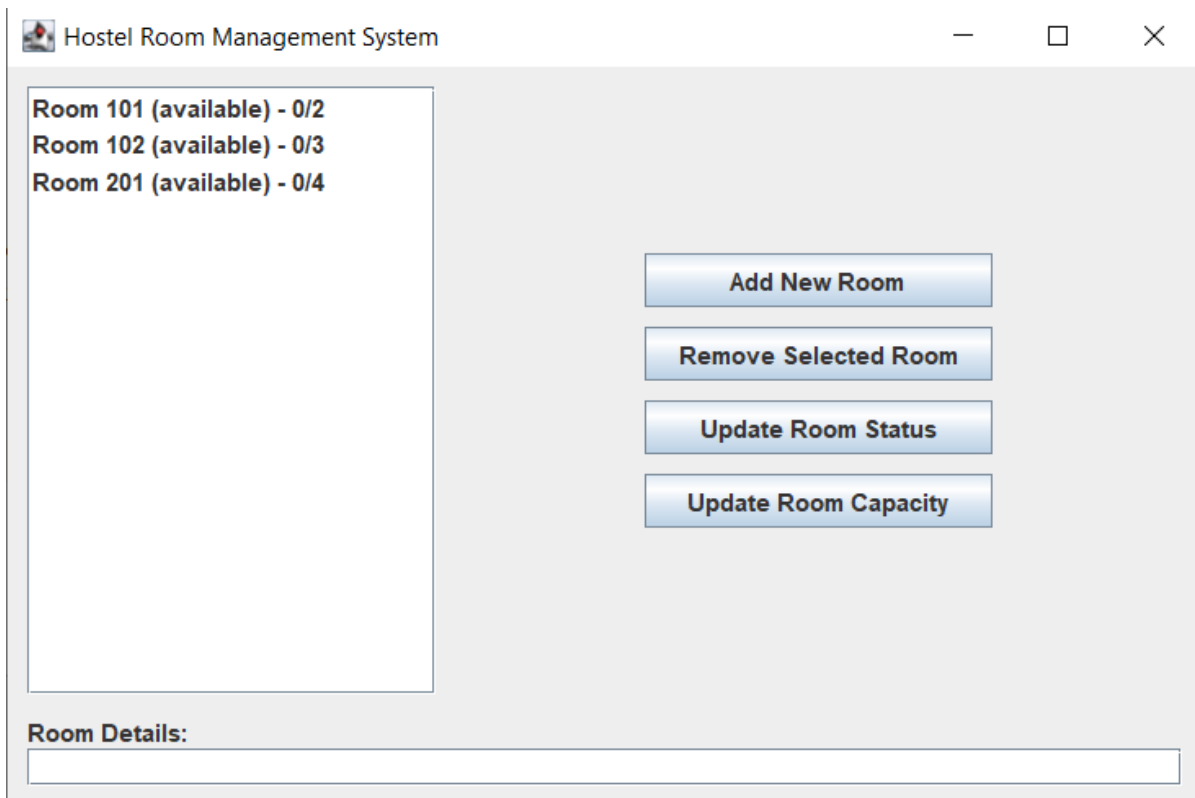 Hostel Room Management System
Room 101 (available) - 0/2
Room 102 (available) - 0/3
Room 201 (available) - 0/4
Add New Room
Remove Selected Room
Update Room Status
Update Room Capacity
Room Details: